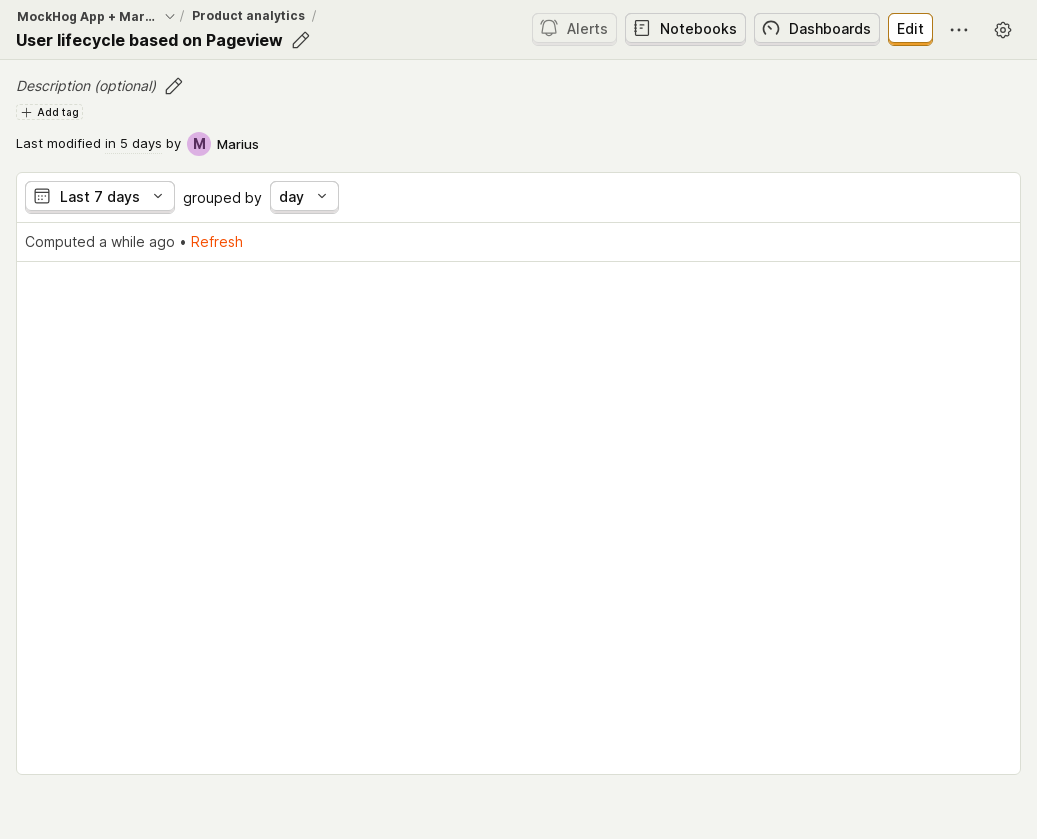 MockHog App + Mar... / Product analytics /
User lifecycle based on Pageview
Alerts Notebooks Dashboards Edit
Description (optional)
Add tag
Last modified in 5 days by M Marius
Last 7 days grouped by day
Computed a while ago • Refresh